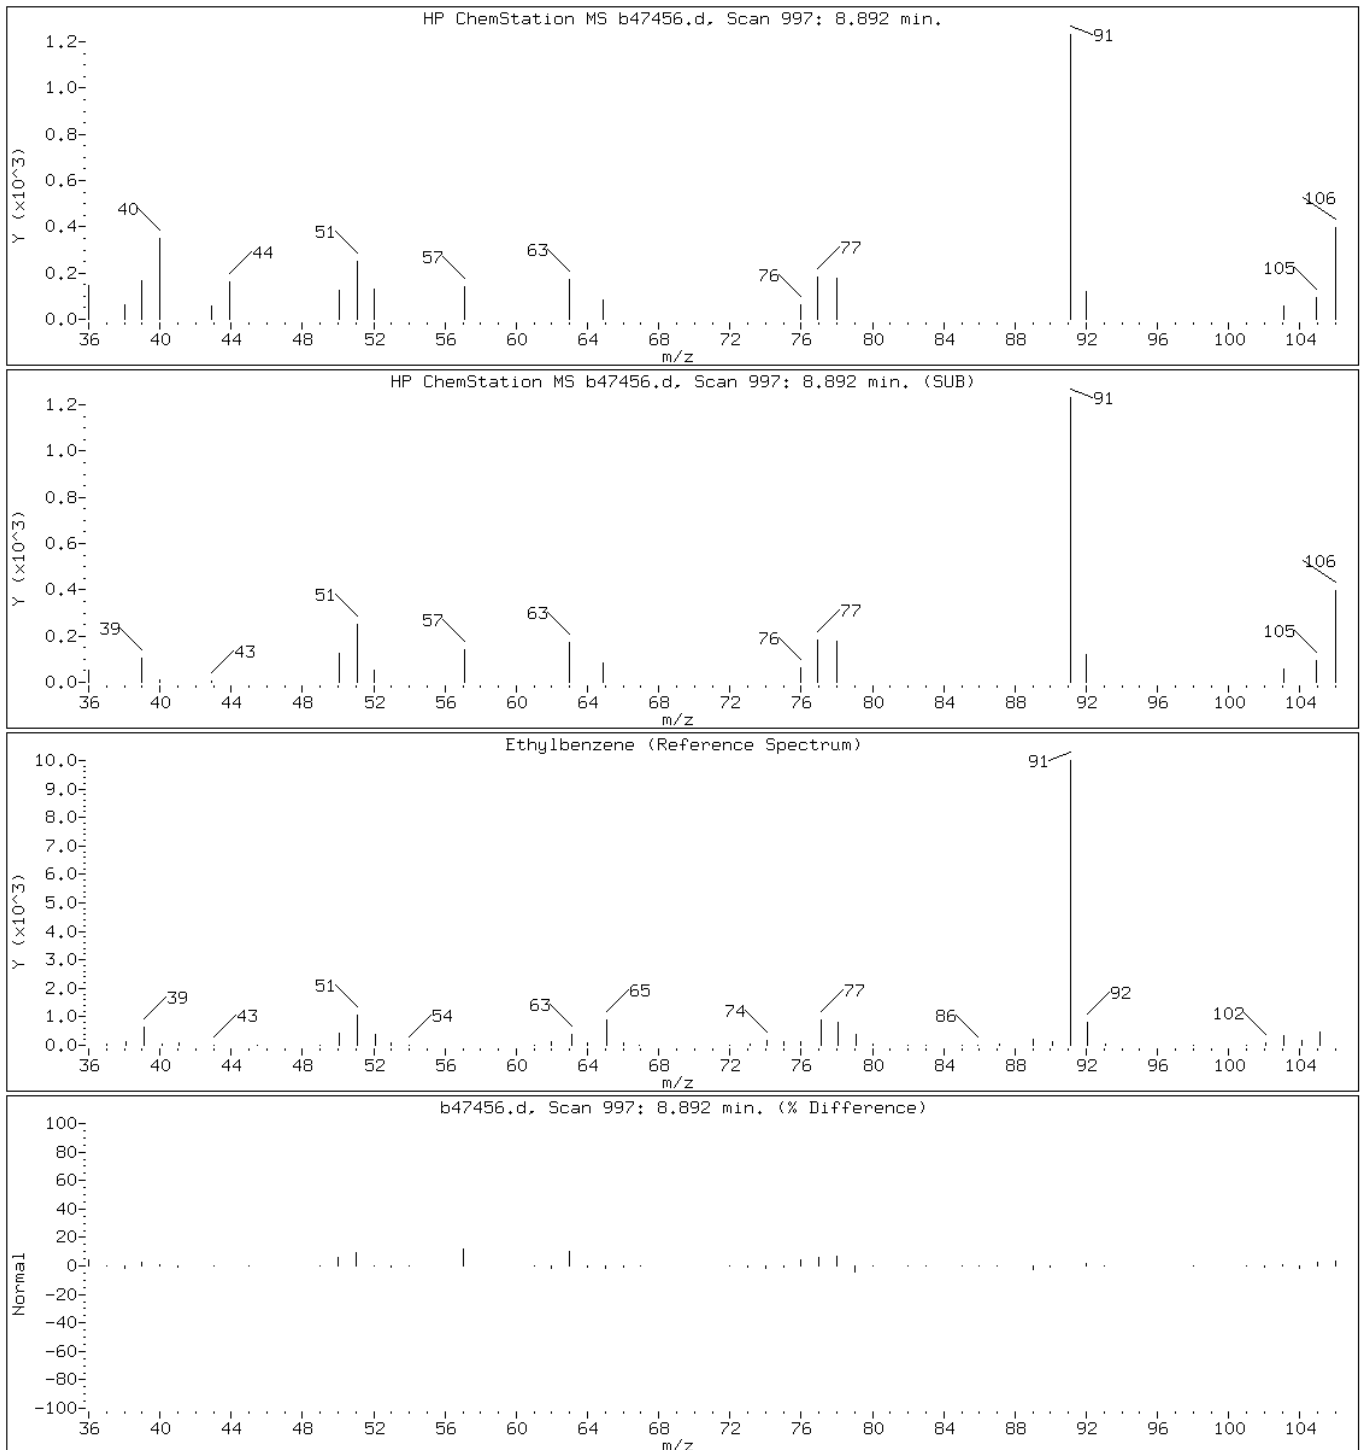 HP ChemStation MS b47456.d, Scan 997: 8.892 min.
1.2-
1.0-
0.8-
0.6-
0.4-
0.2-
0.0-
Y (x10^3)
40 44 51 57 63 76 77 91 105 106
36 40 44 48 52 56 60 64 68 72 76 80 84 88 92 96 100 104
m/z
HP ChemStation MS b47456.d, Scan 997: 8.892 min. (SUB)
1.2-
1.0-
0.8-
0.6-
0.4-
0.2-
0.0-
Y (x10^3)
39 43 51 57 63 76 77 91 105 106
36 40 44 48 52 56 60 64 68 72 76 80 84 88 92 96 100 104
m/z
Ethylbenzene (Reference Spectrum)
10.0-
9.0-
8.0-
7.0-
6.0-
5.0-
4.0-
3.0-
2.0-
1.0-
0.0-
Y (x10^3)
39 43 51 54 63 65 74 77 86 91 92 102
36 40 44 48 52 56 60 64 68 72 76 80 84 88 92 96 100 104
m/z
b47456.d, Scan 997: 8.892 min. (% Difference)
100-
80-
60-
40-
20-
0-
-20-
-40-
-60-
-80-
-100-
Normal
36 40 44 48 52 56 60 64 68 72 76 80 84 88 92 96 100 104
m/z